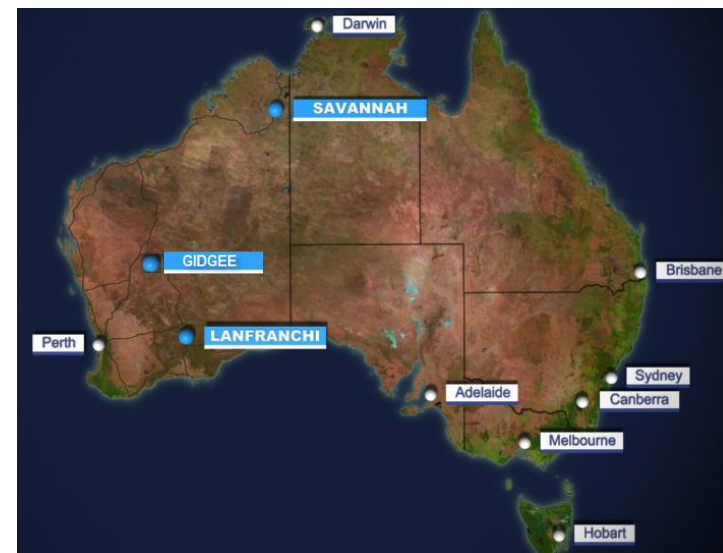 Darwin
SAVANNAH
GIDGEE
Brisbane
LANFRANCHI
Perth
Sydney
Adelaide
Canberra
Melbourne
Hobart